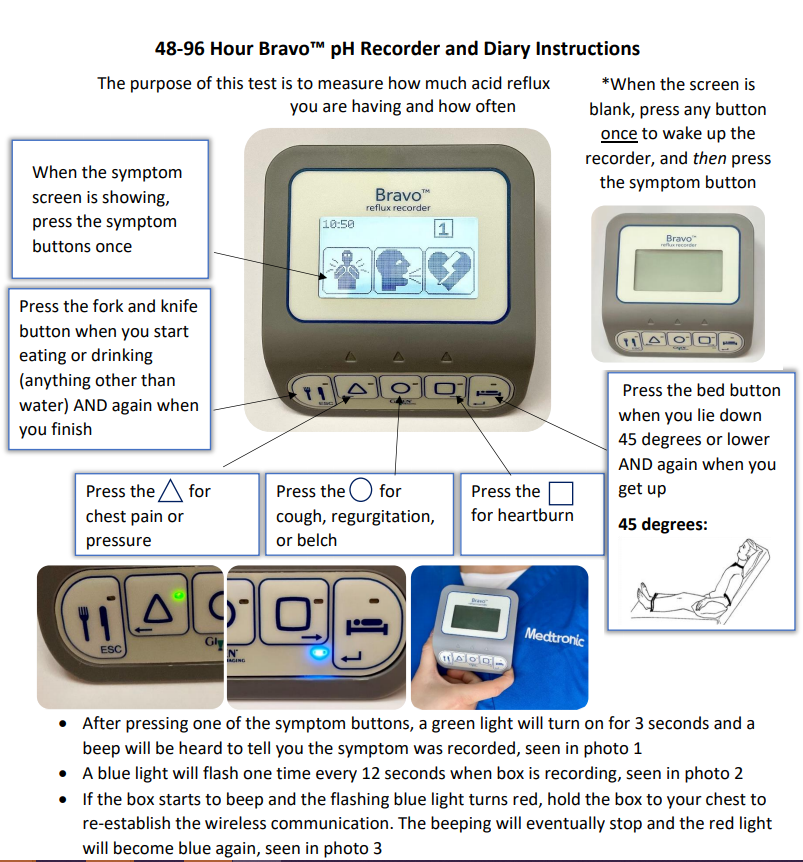 48-96 Hour Bravo™ pH Recorder and Diary Instructions
The purpose of this test is to measure how much acid reflux
you are having and how often
*When the screen is
blank, press any button
once to wake up the
recorder, and then press
the symptom button
When the symptom
screen is showing,
press the symptom
buttons once
Bravo™
reflux recorder
10:50
1
Bravo™
reflux recorder
Press the fork and knife
button when you start
eating or drinking
(anything other than
water) AND again when
you finish
ESC
Press the bed button
when you lie down
45 degrees or lower
AND again when you
get up
45 degrees:
Press the △ for
chest pain or
pressure
Press the ◯ for
cough, regurgitation,
or belch
Press the □
for heartburn
ESC
Bravo
Medtronic
After pressing one of the symptom buttons, a green light will turn on for 3 seconds and a
beep will be heard to tell you the symptom was recorded, seen in photo 1
A blue light will flash one time every 12 seconds when box is recording, seen in photo 2
If the box starts to beep and the flashing blue light turns red, hold the box to your chest to
re-establish the wireless communication. The beeping will eventually stop and the red light
will become blue again, seen in photo 3